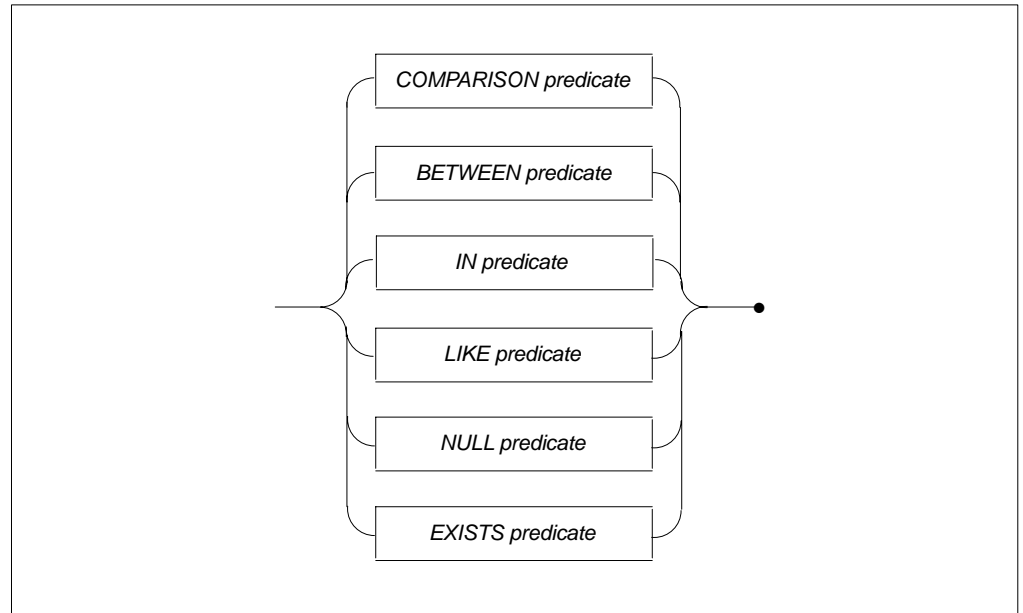 COMPARISON predicate
BETWEEN predicate
IN predicate
LIKE predicate
NULL predicate
EXISTS predicate